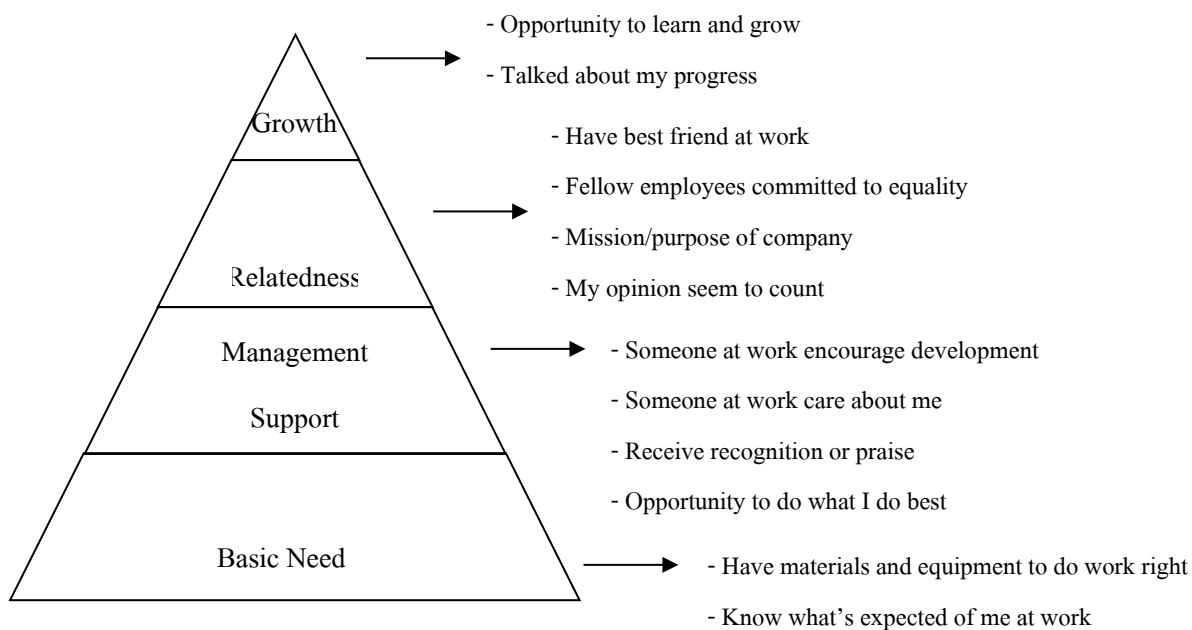 - Opportunity to learn and grow
- Talked about my progress
Growth
- Have best friend at work
- Fellow employees committed to equality
- Mission/purpose of company
- My opinion seem to count
Relatedness
Management
Support
- Someone at work encourage development
- Someone at work care about me
- Receive recognition or praise
- Opportunity to do what I do best
Basic Need
- Have materials and equipment to do work right
- Know what’s expected of me at work